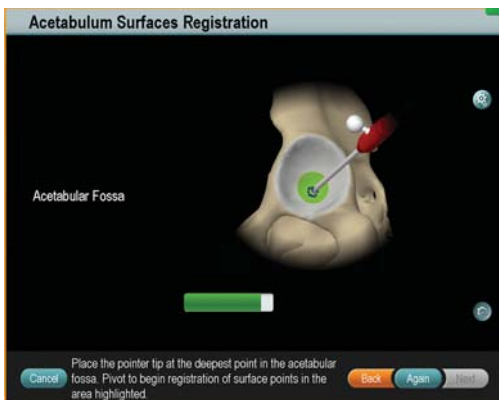 Acetabulum Surfaces Registration
Acetabular Fossa
Place the pointer tip at the deepest point in the acetabular
fossa. Pivot to begin registration of surface points in the
area highlighted.
Cancel
Back
Again
Next